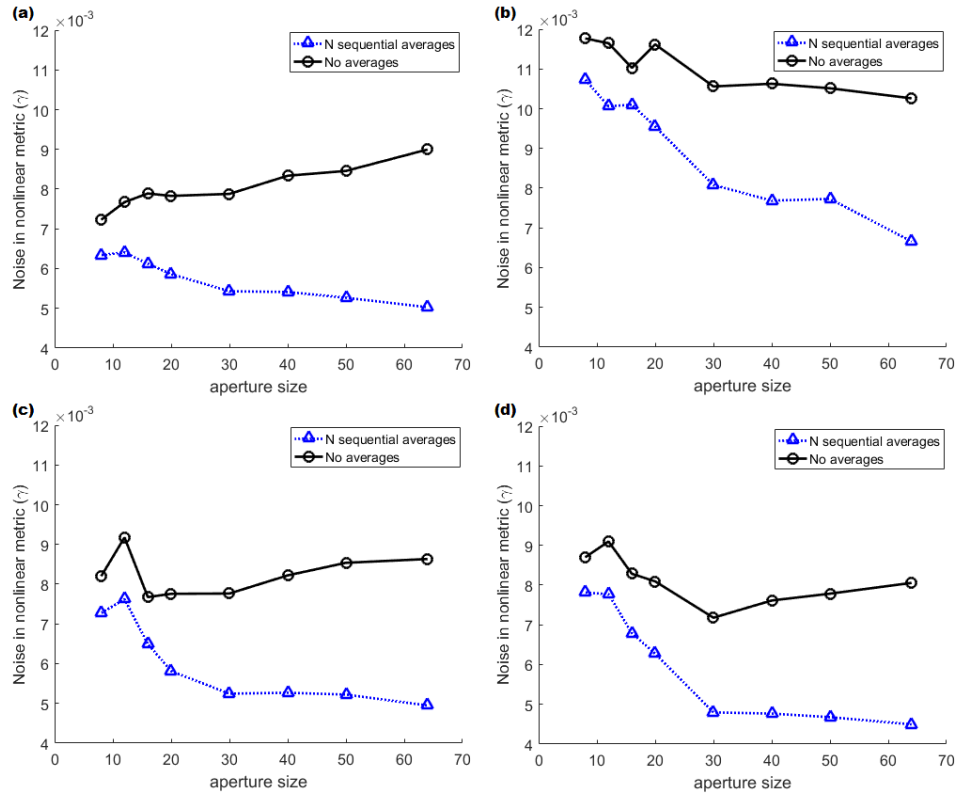 (a)
×10⁻³
12
11
10
9
8
7
6
5
4
Noise in nonlinear metric (γ)
N sequential averages
No averages
0 10 20 30 40 50 60 70
aperture size
(b)
×10⁻³
12
11
10
9
8
7
6
5
4
Noise in nonlinear metric (γ)
N sequential averages
No averages
0 10 20 30 40 50 60 70
aperture size
(c)
×10⁻³
12
11
10
9
8
7
6
5
4
Noise in nonlinear metric (γ)
N sequential averages
No averages
0 10 20 30 40 50 60 70
aperture size
(d)
×10⁻³
12
11
10
9
8
7
6
5
4
Noise in nonlinear metric (γ)
N sequential averages
No averages
0 10 20 30 40 50 60 70
aperture size